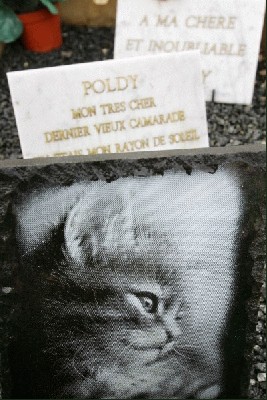 A MA CHERE
ET INOUBLIABLE
Y
POLDY
MON TRES CHER
DERNIER VIEUX CAMARADE
MON RAYON DE SOLEIL